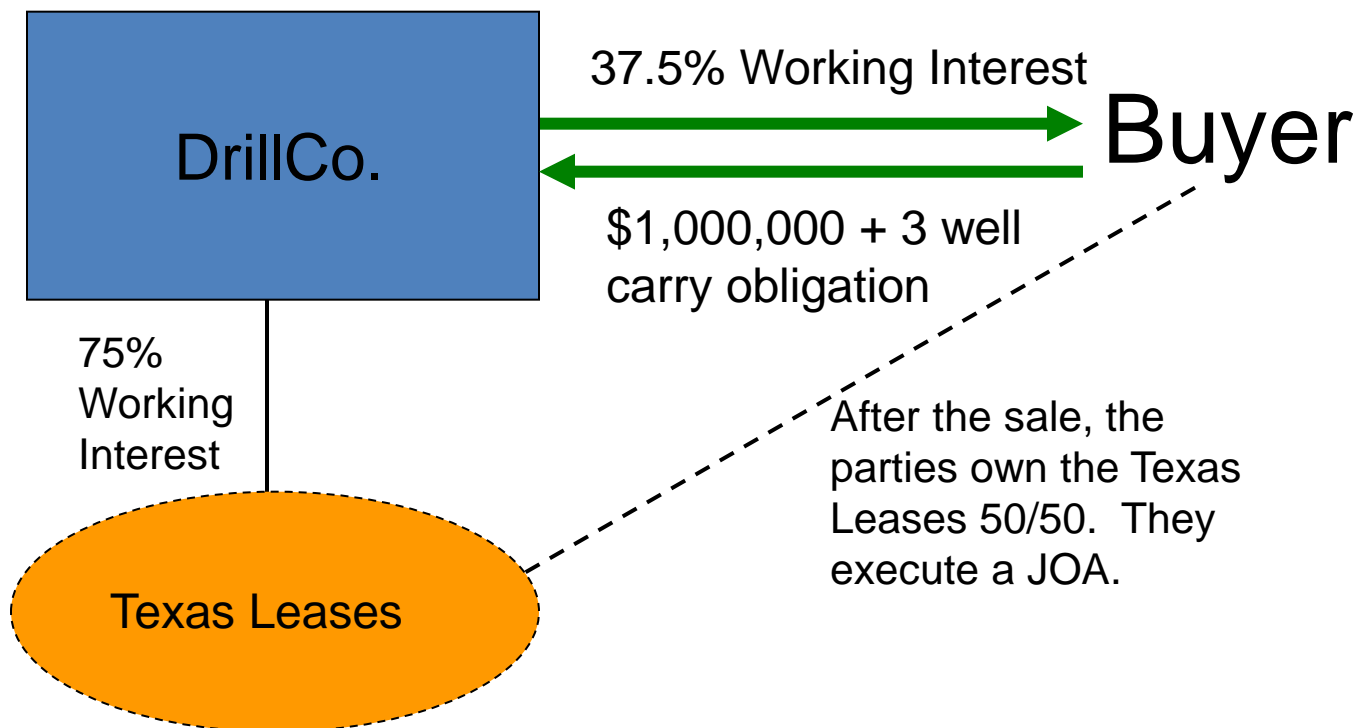 37.5% Working Interest
DrillCo.
Buyer
$1,000,000 + 3 well
carry obligation
75%
Working
Interest
After the sale, the
parties own the Texas
Leases 50/50.  They
execute a JOA.
Texas Leases